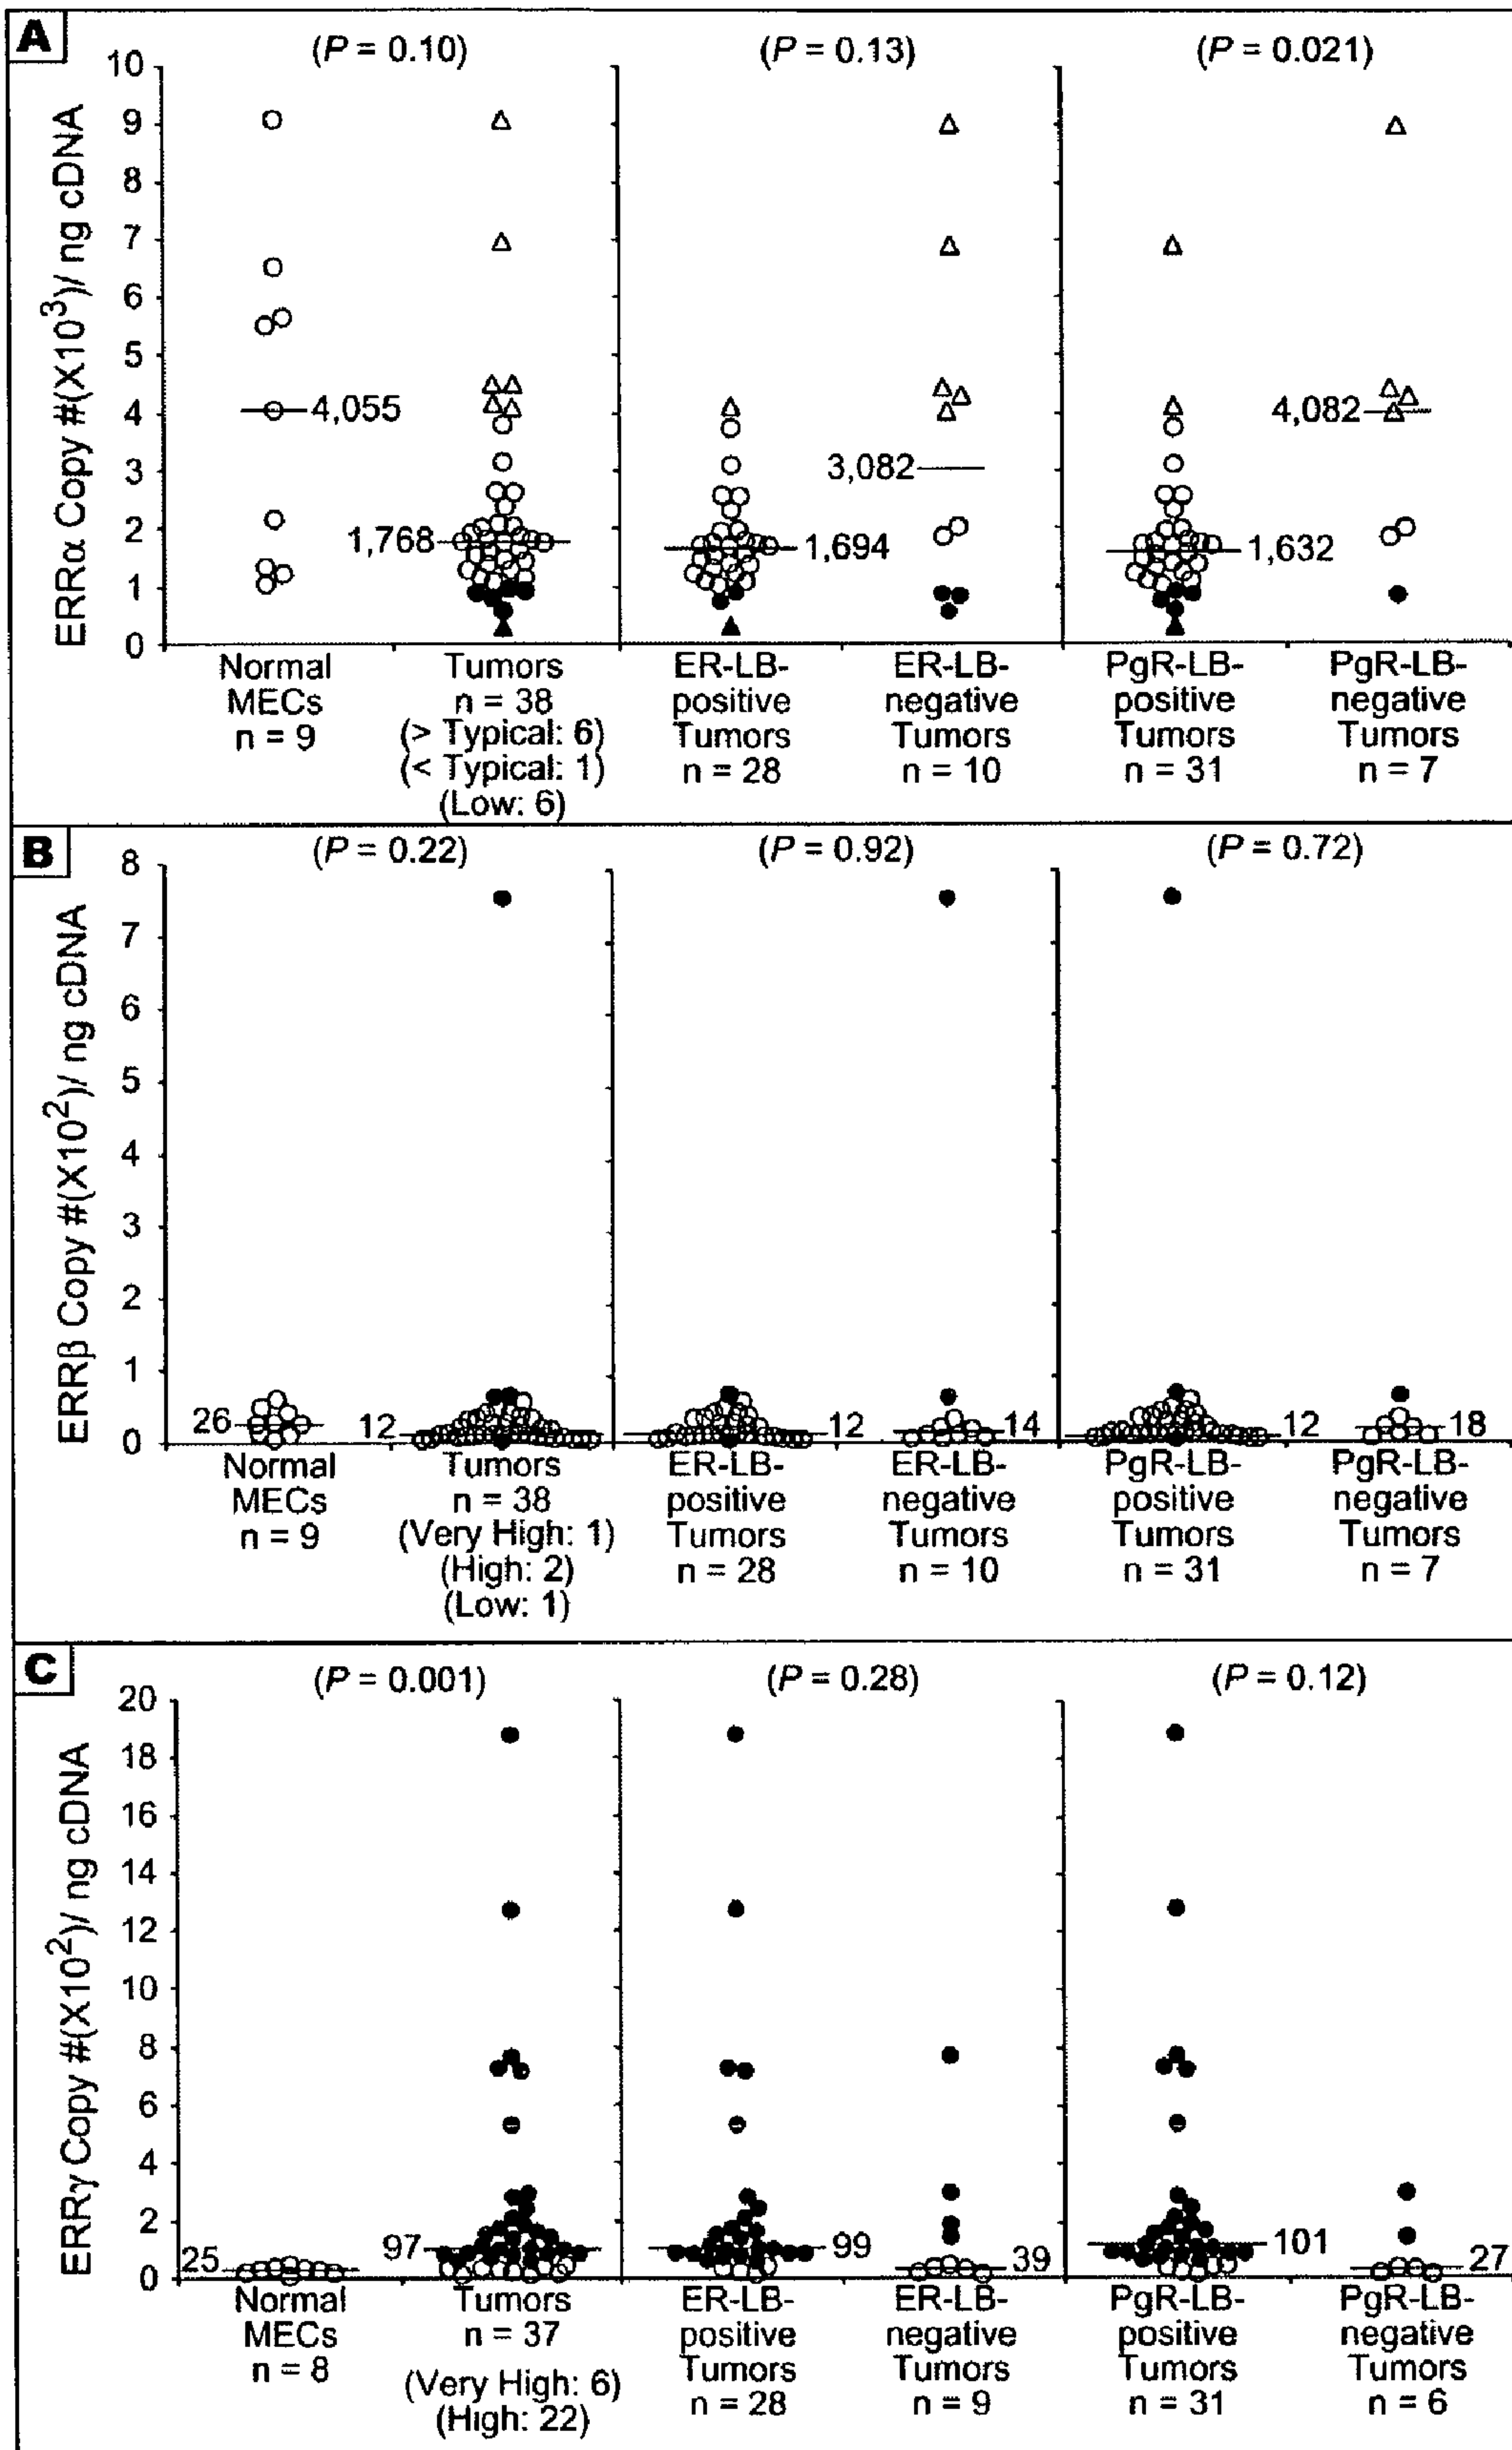 A
(P = 0.10)
(P = 0.13)
(P = 0.021)
ERRα Copy #(X10³)/ ng cDNA
10
9
8
7
6
5
4
3
2
1
0
4,055
1,768
1,694
3,082
1,632
4,082
Normal MECs n = 9
Tumors n = 38 (> Typical: 6) (< Typical: 1) (Low: 6)
ER-LB-positive Tumors n = 28
ER-LB-negative Tumors n = 10
PgR-LB-positive Tumors n = 31
PgR-LB-negative Tumors n = 7
B
(P = 0.22)
(P = 0.92)
(P = 0.72)
ERRβ Copy #(X10²)/ ng cDNA
8
7
6
5
4
3
2
1
0
26
12
12
14
12
18
Normal MECs n = 9
Tumors n = 38 (Very High: 1) (High: 2) (Low: 1)
ER-LB-positive Tumors n = 28
ER-LB-negative Tumors n = 10
PgR-LB-positive Tumors n = 31
PgR-LB-negative Tumors n = 7
C
(P = 0.001)
(P = 0.28)
(P = 0.12)
ERRγ Copy #(X10²)/ ng cDNA
20
18
16
14
12
10
8
6
4
2
0
25
97
99
39
101
27
Normal MECs n = 8
Tumors n = 37 (Very High: 6) (High: 22)
ER-LB-positive Tumors n = 28
ER-LB-negative Tumors n = 9
PgR-LB-positive Tumors n = 31
PgR-LB-negative Tumors n = 6